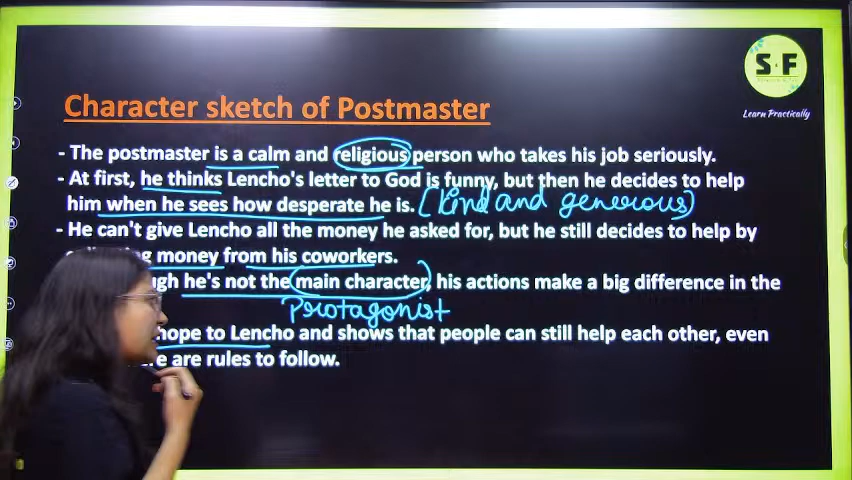 S F
Learn Practically
Character sketch of Postmaster
- The postmaster is a calm and religious person who takes his job seriously.
- At first, he thinks Lencho's letter to God is funny, but then he decides to help
him when he sees how desperate he is. (kind and generous)
- He can't give Lencho all the money he asked for, but he still decides to help by
money from his coworkers.
he's not the main character, his actions make a big difference in the
Protagonist
hope to Lencho and shows that people can still help each other, even
are rules to follow.